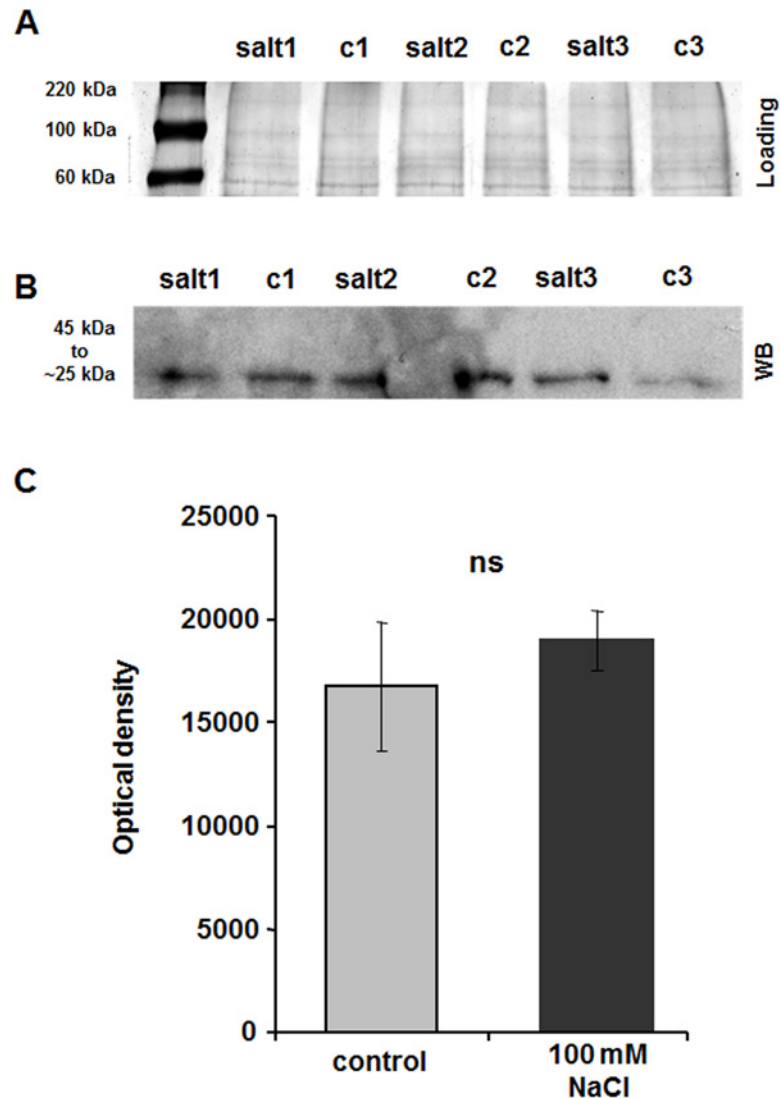 A
salt1 c1 salt2 c2 salt3 c3
220 kDa
100 kDa
60 kDa
Loading
B
salt1 c1 salt2 c2 salt3 c3
45 kDa
to
~25 kDa
WB
C
ns
Optical density
25000
20000
15000
10000
5000
0
control
100 mM
NaCl